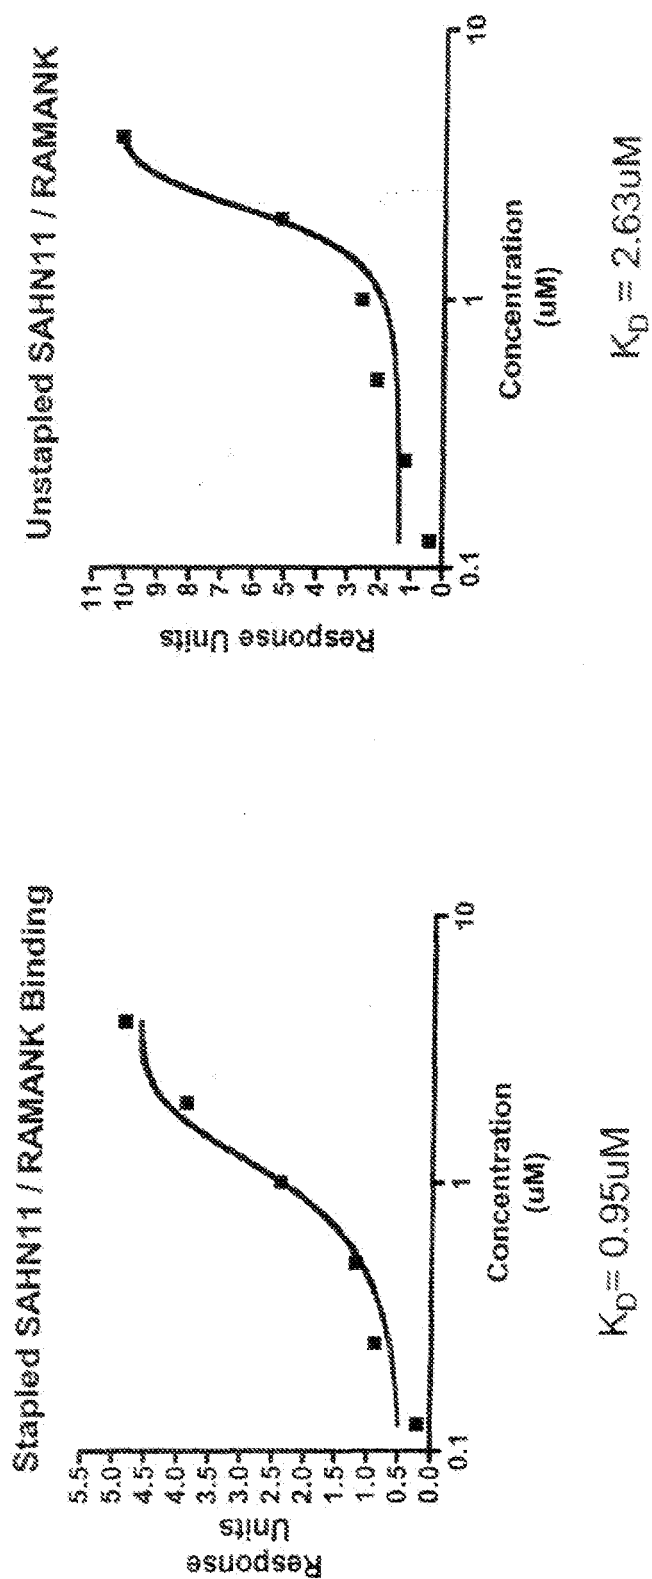 Stapled SAHN11 / RAMANK Binding
5.5
5.0
4.5
4.0
3.5
3.0
2.5
2.0
1.5
1.0
0.5
0.0
Response
Units
0.1
1
10
Concentration
(uM)
KD= 0.95uM
Unstapled SAHN11 / RAMANK
11
10
9
8
7
6
5
4
3
2
1
0
Response Units
0.1
1
10
Concentration
(uM)
KD = 2.63uM